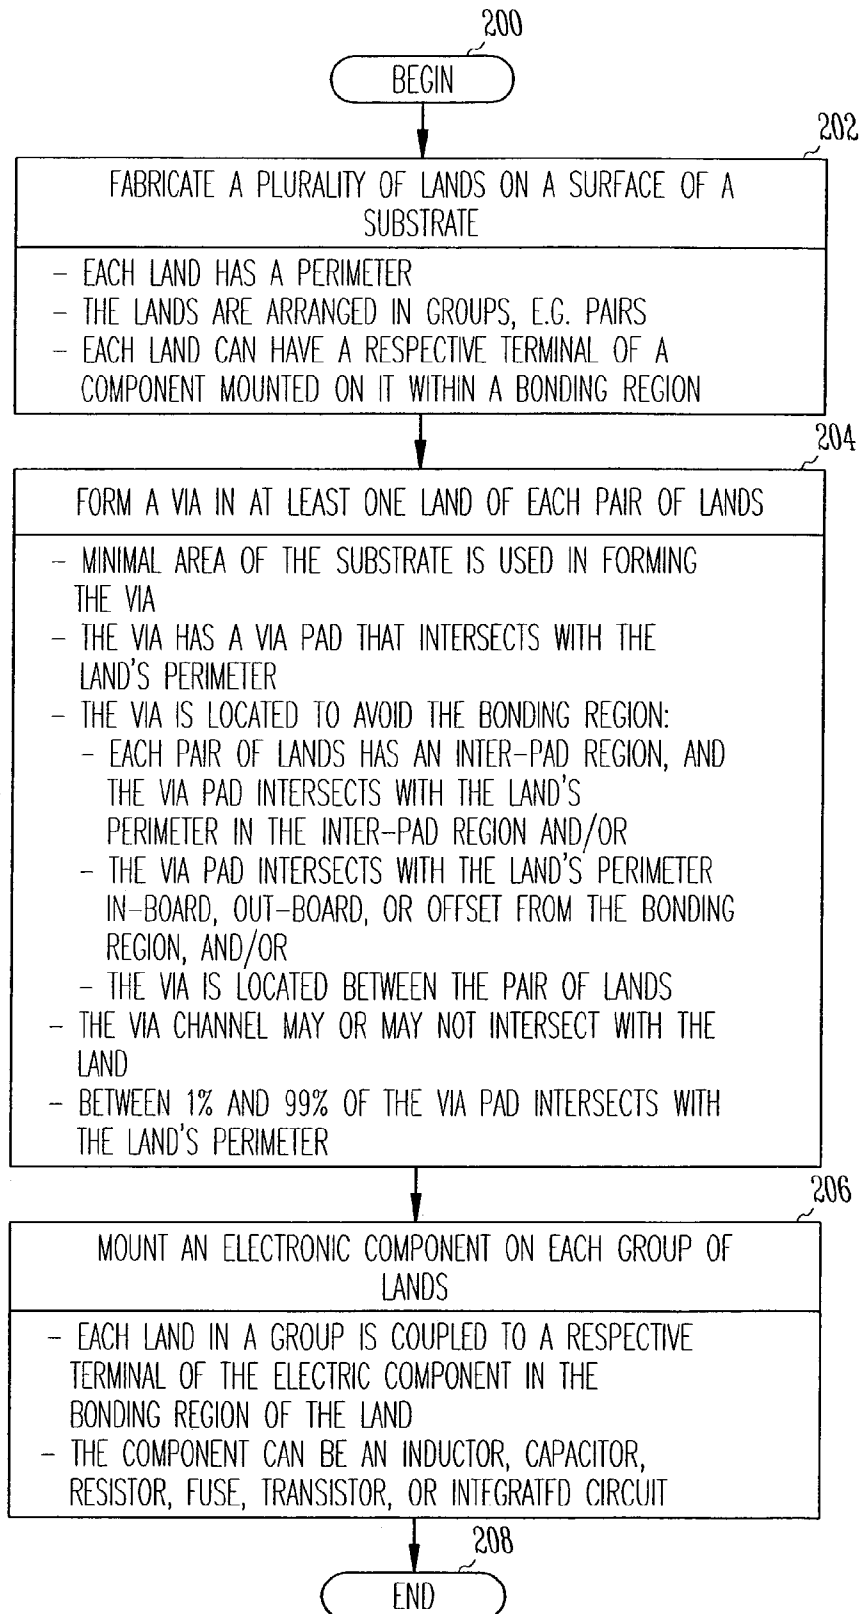 200
BEGIN
202
FABRICATE A PLURALITY OF LANDS ON A SURFACE OF A
SUBSTRATE
- EACH LAND HAS A PERIMETER
- THE LANDS ARE ARRANGED IN GROUPS, E.G. PAIRS
- EACH LAND CAN HAVE A RESPECTIVE TERMINAL OF A
COMPONENT MOUNTED ON IT WITHIN A BONDING REGION
204
FORM A VIA IN AT LEAST ONE LAND OF EACH PAIR OF LANDS
- MINIMAL AREA OF THE SUBSTRATE IS USED IN FORMING
THE VIA
- THE VIA HAS A VIA PAD THAT INTERSECTS WITH THE
LAND'S PERIMETER
- THE VIA IS LOCATED TO AVOID THE BONDING REGION:
- EACH PAIR OF LANDS HAS AN INTER-PAD REGION, AND
THE VIA PAD INTERSECTS WITH THE LAND'S
PERIMETER IN THE INTER-PAD REGION AND/OR
- THE VIA PAD INTERSECTS WITH THE LAND'S PERIMETER
IN-BOARD, OUT-BOARD, OR OFFSET FROM THE BONDING
REGION, AND/OR
- THE VIA IS LOCATED BETWEEN THE PAIR OF LANDS
- THE VIA CHANNEL MAY OR MAY NOT INTERSECT WITH THE
LAND
- BETWEEN 1% AND 99% OF THE VIA PAD INTERSECTS WITH
THE LAND'S PERIMETER
206
MOUNT AN ELECTRONIC COMPONENT ON EACH GROUP OF
LANDS
- EACH LAND IN A GROUP IS COUPLED TO A RESPECTIVE
TERMINAL OF THE ELECTRIC COMPONENT IN THE
BONDING REGION OF THE LAND
- THE COMPONENT CAN BE AN INDUCTOR, CAPACITOR,
RESISTOR, FUSE, TRANSISTOR, OR INTEGRATED CIRCUIT
208
END